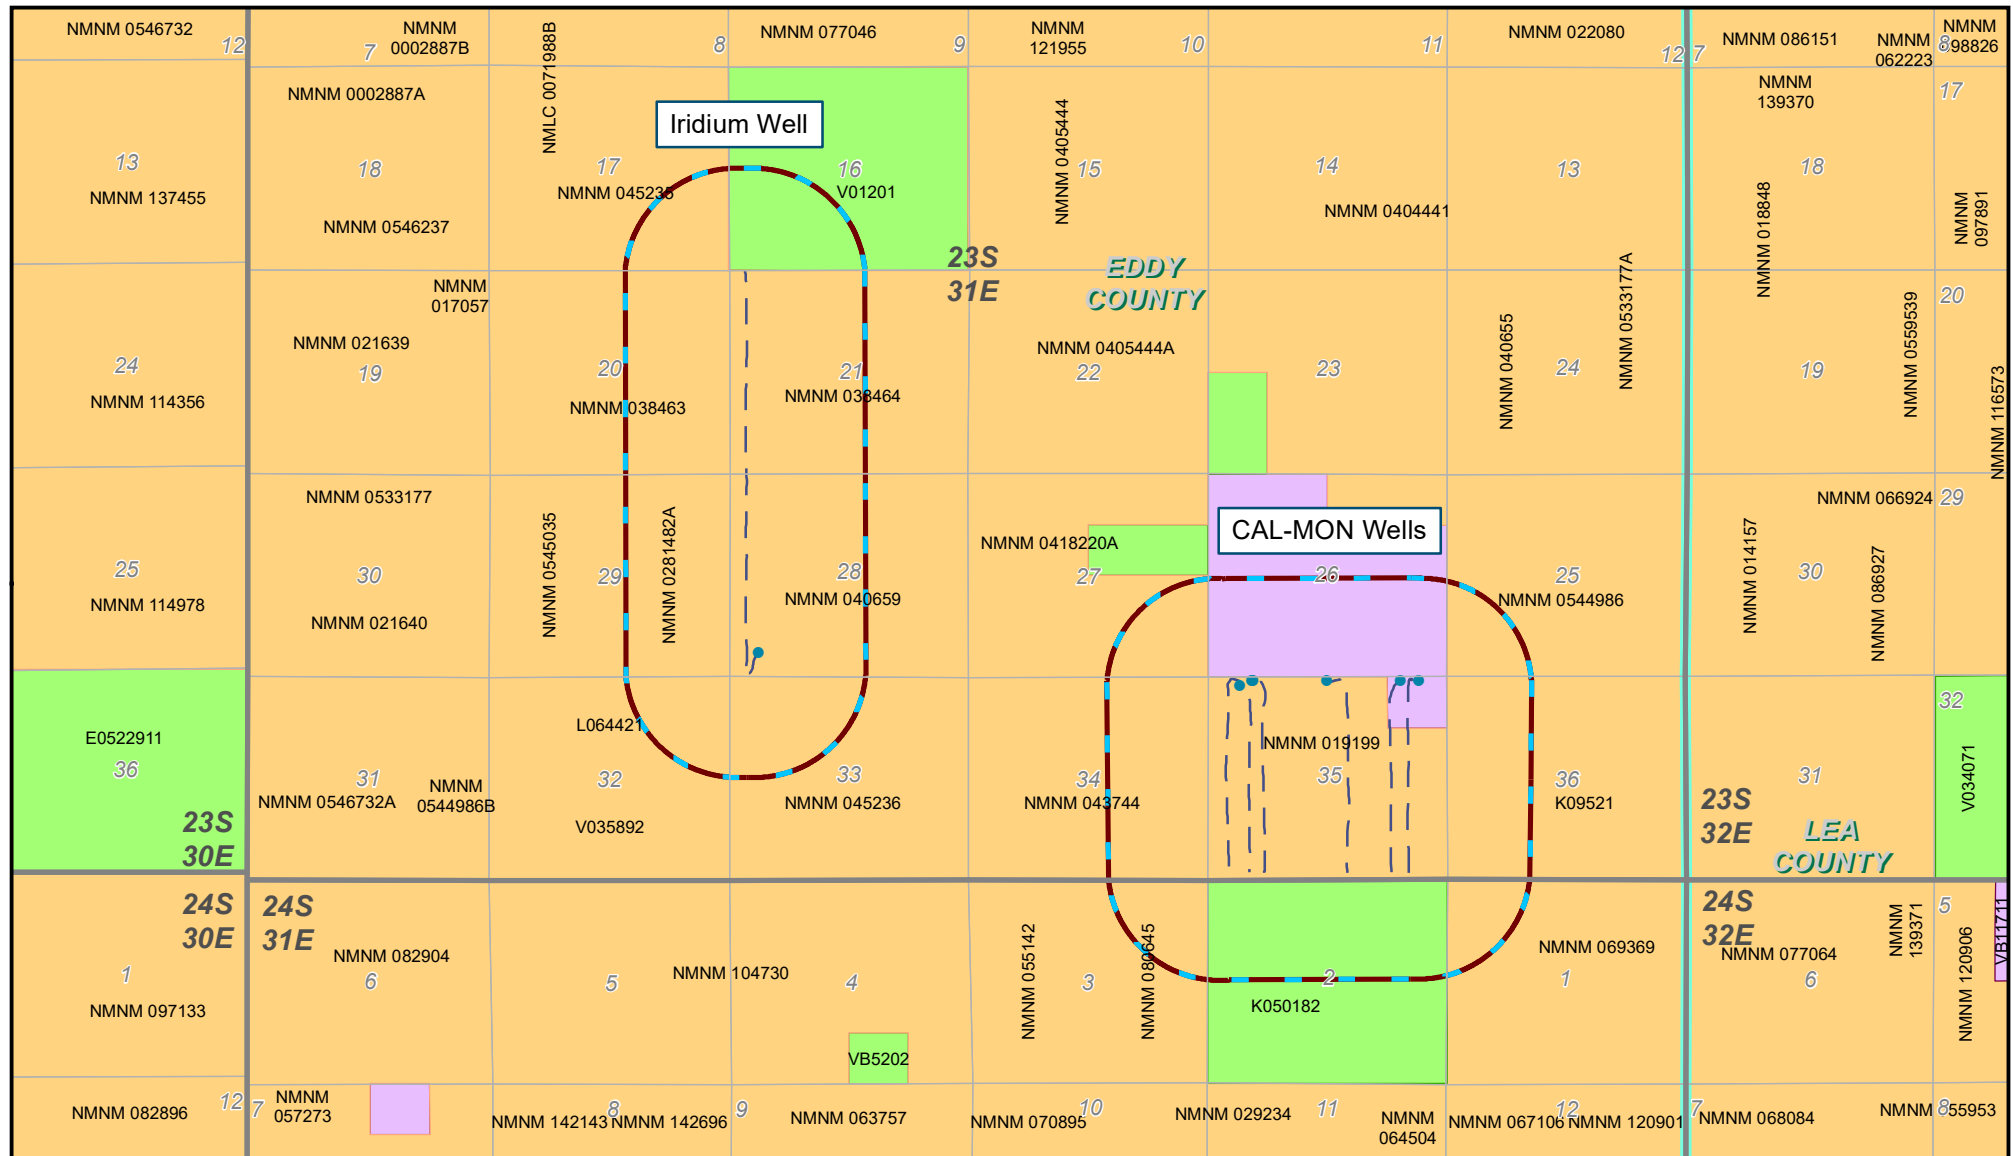 NMNM 0546732
12
7
NMNM
0002887B
8
NMNM 077046
9
NMNM
121955
10
11
NMNM 022080
12
7
NMNM 086151
NMNM
062223
8
NMNM
098826
NMNM 0002887A
NMLC 0071988B
Iridium Well
NMNM 0405444
NMNM
139370
17
13
NMNM 137455
18
NMNM 0546237
17
NMNM 045235
16
V01201
15
14
NMNM 0404441
13
18
NMNM 018848
NMNM
097891
23S
31E
EDDY
COUNTY
NMNM
017057
NMNM 021639
19
24
NMNM 114356
20
NMNM 038463
21
NMNM 038464
NMNM 0405444A
22
23
NMNM 040655
24
NMNM 0533177A
19
NMNM 0559539
20
NMNM 116573
NMNM 0533177
25
NMNM 114978
30
NMNM 021640
NMNM 0545035
29
NMNM 0281482A
28
NMNM 040659
NMNM 0418220A
27
CAL-MON Wells
26
25
NMNM 0544986
NMNM 014157
30
NMNM 066924
NMNM 086927
29
E0522911
36
23S
30E
31
NMNM 0546732A
NMNM
0544986B
L064421
32
V035892
33
NMNM 045236
34
NMNM 043744
NMNM 019199
35
36
K09521
23S
32E
31
LEA
COUNTY
32
V034071
24S
30E
24S
31E
1
NMNM 097133
NMNM 082904
6
5
NMNM 104730
4
VB5202
NMNM 055142
3
NMNM 080645
2
K050182
NMNM 069369
1
24S
32E
NMNM 077064
6
NMNM
139371
5
NMNM 120906
VB11711
NMNM 082896
12
7
NMNM
057273
NMNM 142143
8
NMNM 142696
9
NMNM 063757
NMNM 070895
10
NMNM 029234
11
NMNM
064504
NMNM 067106
12
NMNM 120901
7
NMNM 068084
8